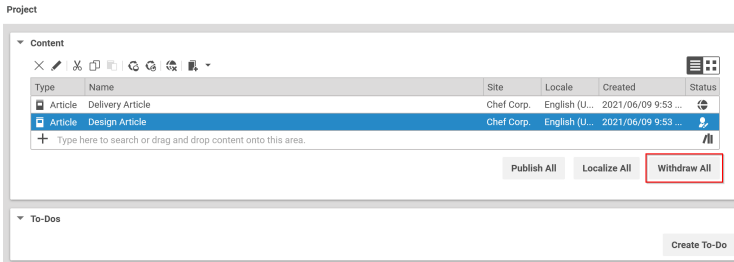 Project
Content
Type Name Site Locale Created Status
Article Delivery Article Chef Corp. English (U... 2021/06/09 9:53 ...
Article Design Article Chef Corp. English (U... 2021/06/09 9:53 ...
Type here to search or drag and drop content onto this area.
Publish All Localize All Withdraw All
To-Dos
Create To-Do